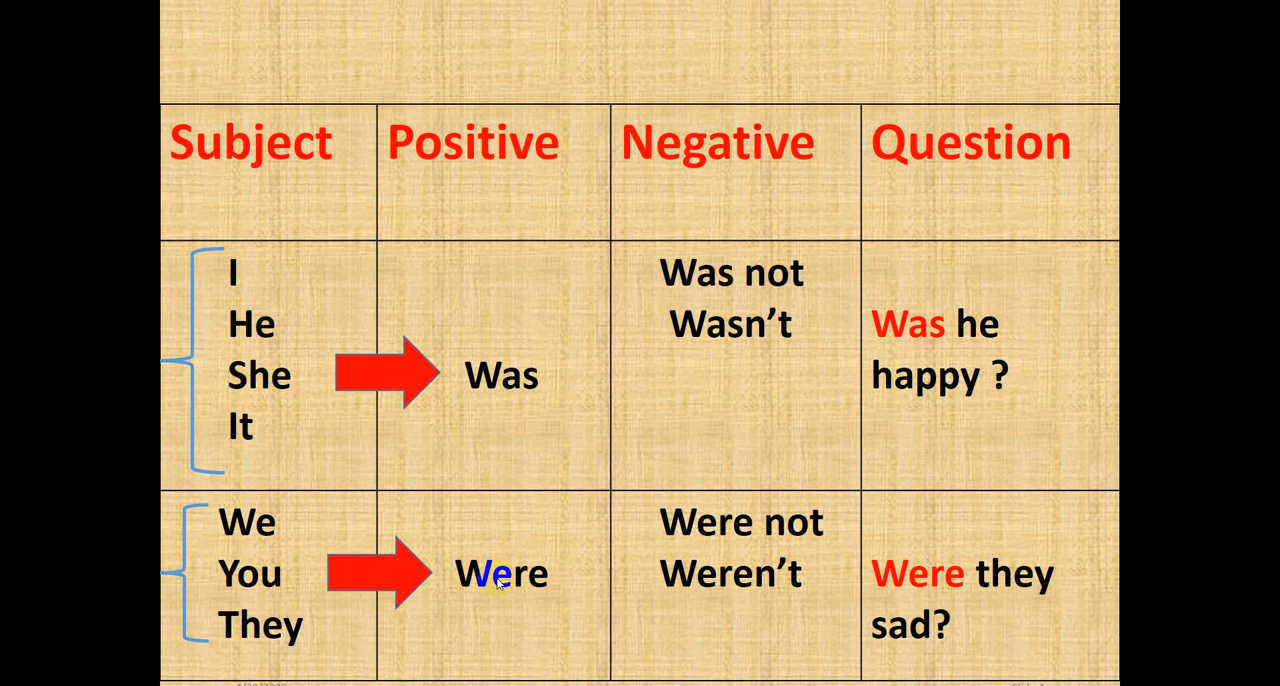 Subject Positive Negative Question
I
He
She
It
Was
Was not
Wasn’t
Was he
happy ?
We
You
They
Were
Were not
Weren’t
Were they
sad?